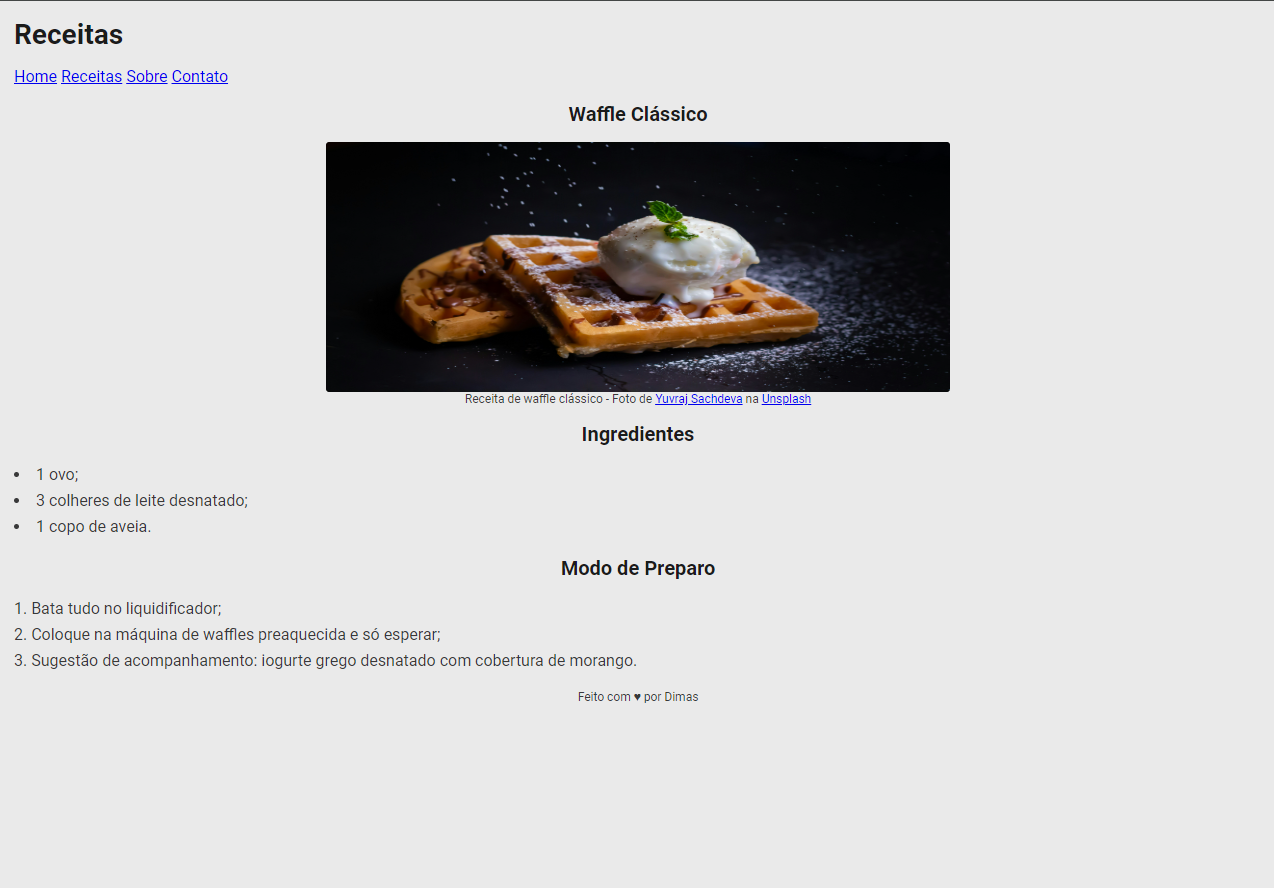 Receitas
Home Receitas Sobre Contato
Waffle Clássico
Receita de waffle clássico - Foto de Yuvraj Sachdeva na Unsplash
Ingredientes
• 1 ovo;
• 3 colheres de leite desnatado;
• 1 copo de aveia.
Modo de Preparo
1. Bata tudo no liquidificador;
2. Coloque na máquina de waffles preaquecida e só esperar;
3. Sugestão de acompanhamento: iogurte grego desnatado com cobertura de morango.
Feito com ♥ por Dimas